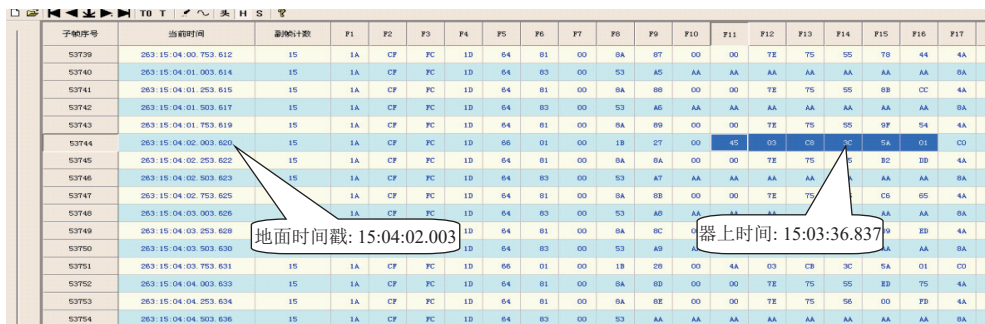 T0 T 头 H S
子帧序号 当前时间 副帧计数 F1 F2 F3 F4 F5 F6 F7 F8 F9 F10 F11 F12 F13 F14 F15 F16 F17
53739 263:15:04:00.753.612 15 1A CF FC 1D 64 81 00 8A 87 00 00 7E 75 55 78 44 4A
53740 263:15:04:01.003.614 15 1A CF FC 1D 64 83 00 53 A5 AA AA AA AA AA AA AA 8A
53741 263:15:04:01.253.615 15 1A CF FC 1D 64 81 00 8A 88 00 00 7E 75 55 8B CC 4A
53742 263:15:04:01.503.617 15 1A CF FC 1D 64 83 00 53 A6 AA AA AA AA AA AA AA 8A
53743 263:15:04:01.753.619 15 1A CF FC 1D 64 81 00 8A 89 00 00 7E 75 55 9F 54 4A
53744 263:15:04:02.003.620 15 1A CF FC 1D 66 01 00 1B 27 00 45 03 C8 3C 5A 01 C0
53745 263:15:04:02.253.622 15 1A CF FC 1D 64 81 00 8A 8A 00 00 7E 75 B2 DD 4A
53746 263:15:04:02.503.623 15 1A CF FC 1D 64 83 00 53 A7 AA AA AA AA AA AA 8A
53747 263:15:04:02.753.625 15 1A CF FC 1D 64 81 00 8A 8B 00 00 7E 75 C6 65 4A
53748 263:15:04:03.003.626 15 1A CF FC 1D 64 83 00 53 A8 AA AA AA AA AA 8A
53749 263:15:04:03.253.628 1D 64 81 00 8A 8C ED 4A
地面时间戳: 15:04:02.003
器上时间: 15:03:36.837
53750 263:15:04:03.503.630 1D 64 83 00 53 A9 AA AA 8A
53751 263:15:04:03.753.631 15 1A CF FC 1D 66 01 00 1B 28 00 4A 03 CB 3C 5A 01 C0
53752 263:15:04:04.003.633 15 1A CF FC 1D 64 81 00 8A 8D 00 00 7E 75 55 ED 75 4A
53753 263:15:04:04.253.634 15 1A CF FC 1D 64 81 00 8A 8E 00 00 7E 75 56 00 FD 4A
53754 263:15:04:04.503.636 15 1A CF FC 1D 64 83 00 53 AA AA AA AA AA AA AA AA 8A